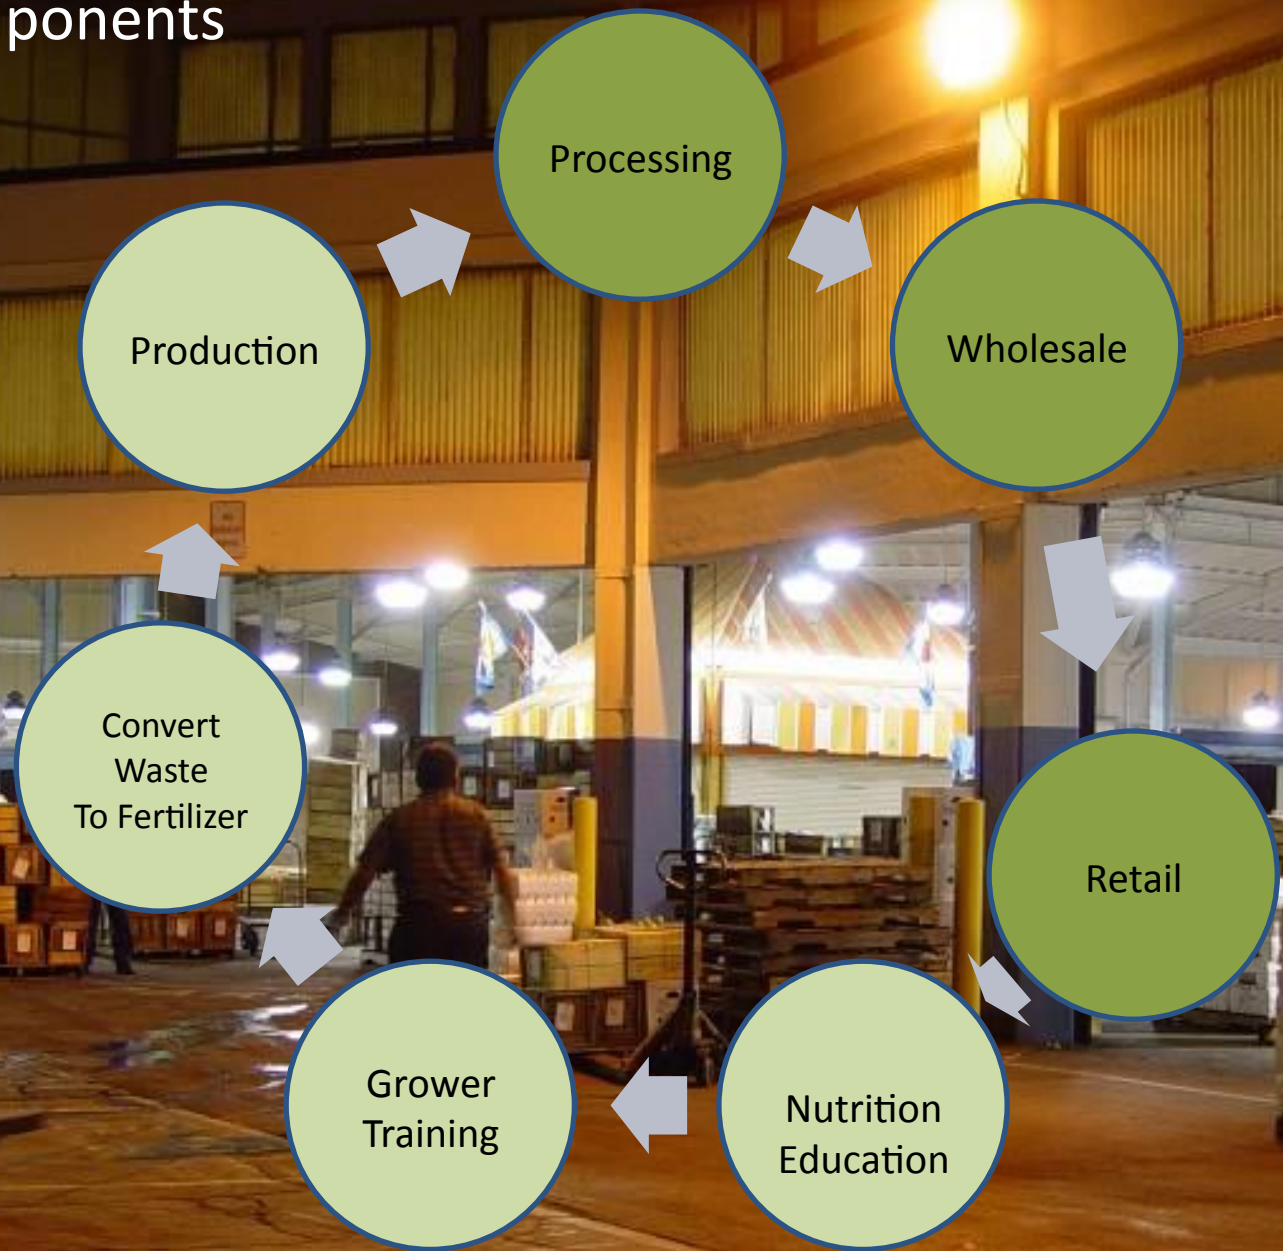 ponents
Processing
Production
Wholesale
Convert
Waste
To Fertilizer
Retail
Grower
Training
Nutrition
Education